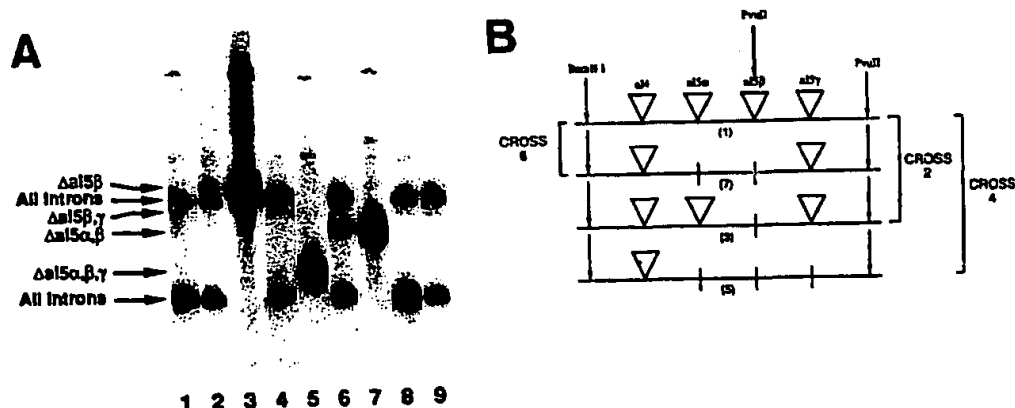 A
ΔaI5β
All Introns
ΔaI5β,γ
ΔaI5α,β
ΔaI5α,β,γ
All Introns
1 2 3 4 5 6 7 8 9
B
PvuII
BamH I
PvuII
aI4 aI5α aI5β aI5γ
(1)
CROSS
(7)
CROSS
2
CROSS
4
(3)
(5)